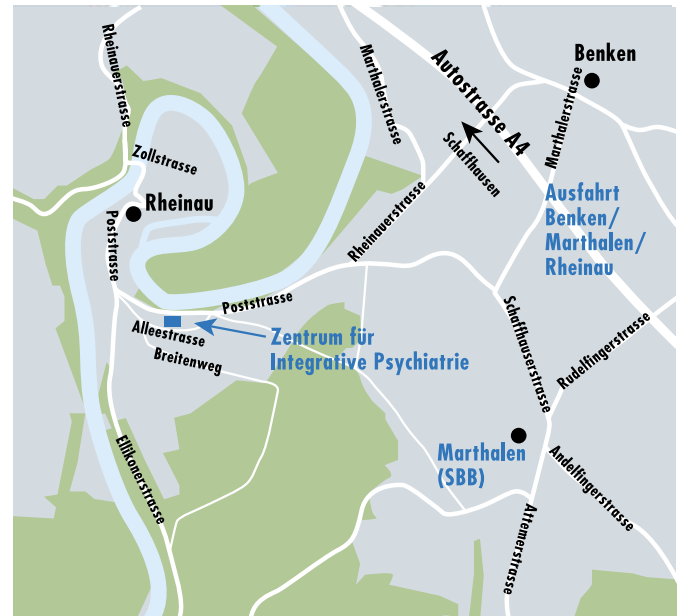 Rheinauerstrasse
Marthalerstrasse
Autostrasse A4
Benken
Schaffhausen
Marthalerstrasse
Zollstrasse
Rheinau
Poststrasse
Rheinauerstrasse
Ausfahrt
Benken/
Marthalen/
Rheinau
Poststrasse
Alleestrasse
Breitenweg
Zentrum für
Integrative Psychiatrie
Schaffhauserstrasse
Rudelfingerstrasse
Ellikonerstrasse
Marthalen
(SBB)
Andelfingerstrasse
Attemerstrasse